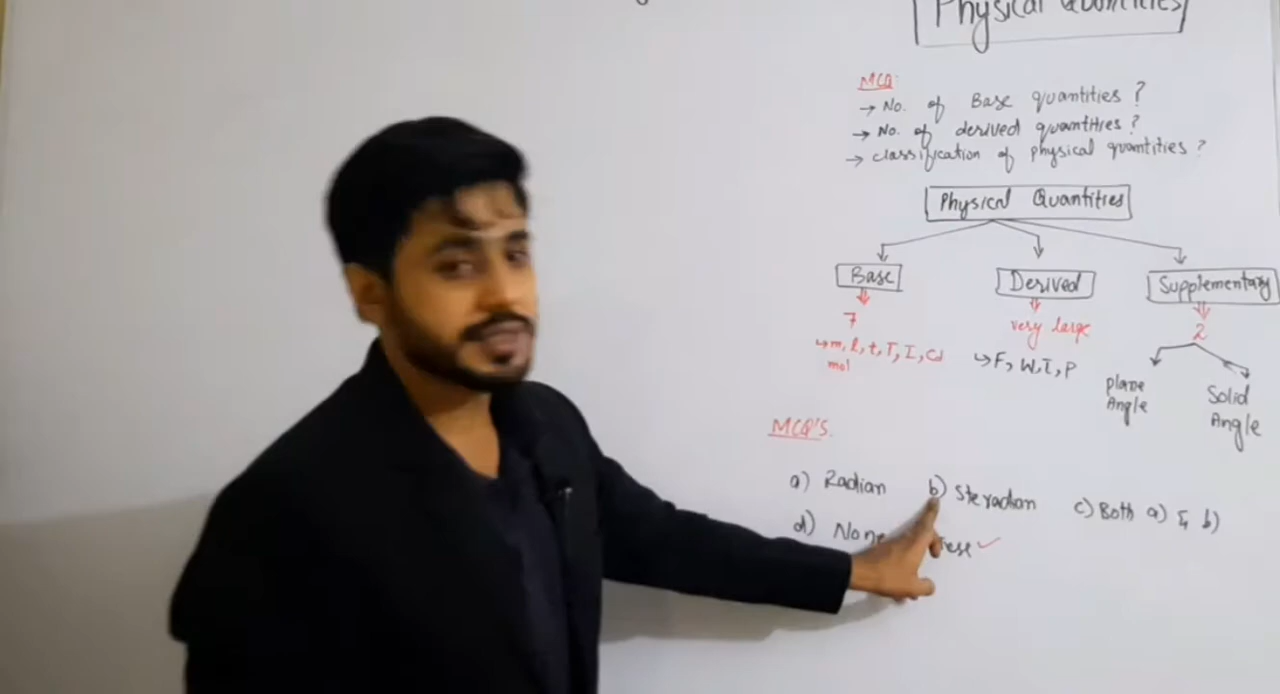 Physical Quantities
MCQ:
→ No. of Base quantities ?
→ No. of derived quantities ?
→ classification of physical quantities ?
Physical Quantities
Base Derived Supplementary
7 very large 2
↳ m, l, t, T, I, Cd ↳ F, W, τ, P
mol
Plane Angle
Solid Angle
MCQ'S.
a) Radian b) Steradian c) Both a) & b)
d) None these ✓